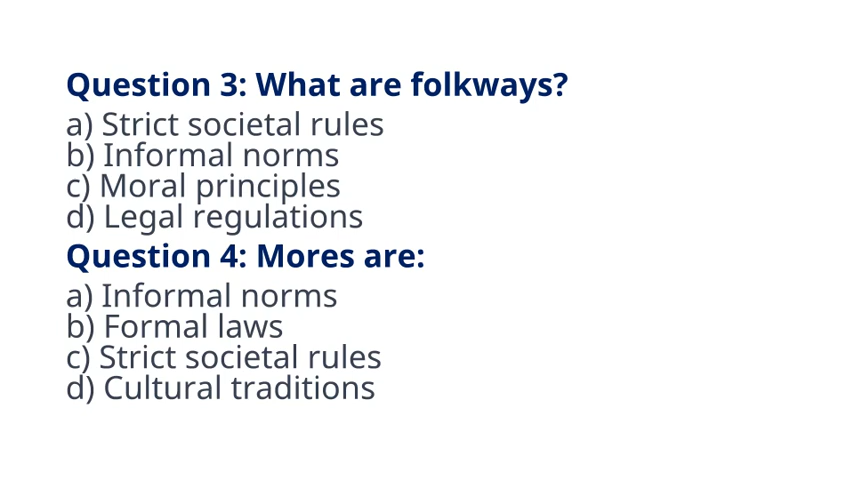 Question 3: What are folkways?
a) Strict societal rules
b) Informal norms
c) Moral principles
d) Legal regulations
Question 4: Mores are:
a) Informal norms
b) Formal laws
c) Strict societal rules
d) Cultural traditions